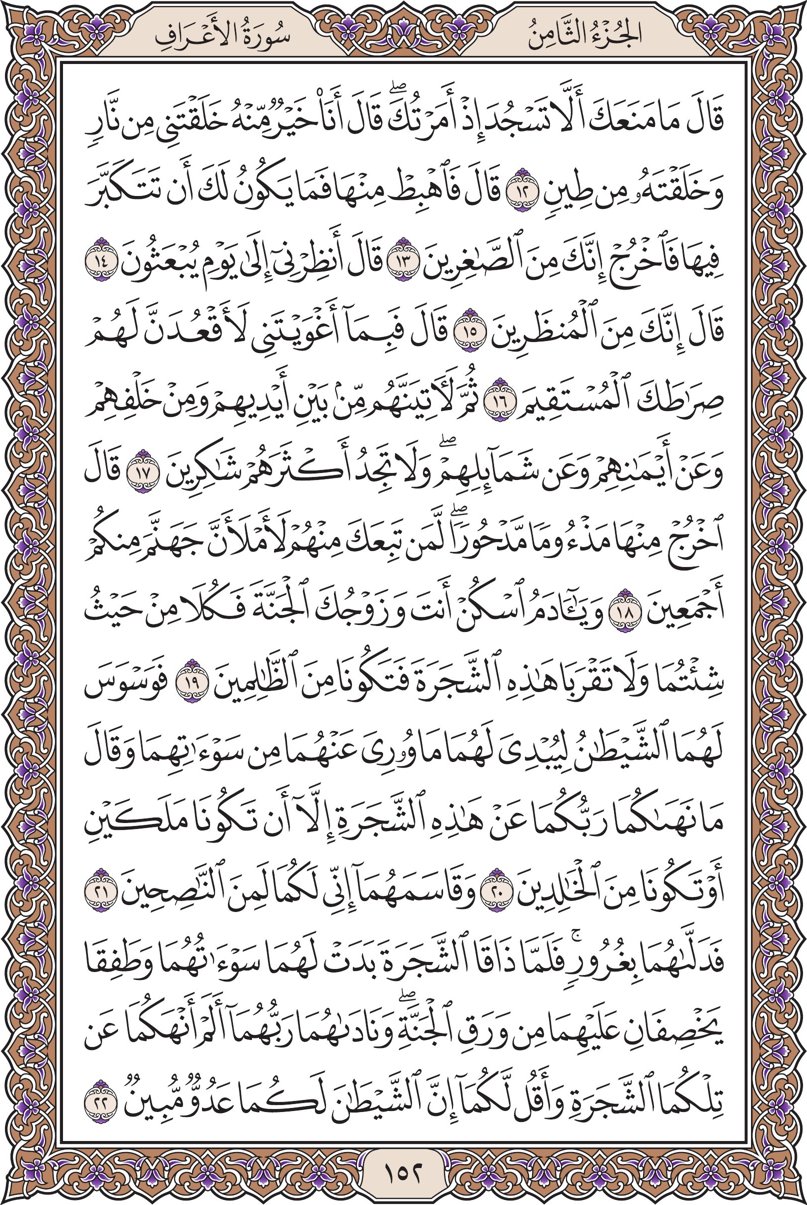 الجُزْءُ الثَّامِنُ
سُورَةُ الأَعْرَافِ
قَالَ مَا مَنَعَكَ أَلَّا تَسْجُدَ إِذْ أَمَرْتُكَۖ قَالَ أَنَا۠ خَيْرٌ مِّنْهُ خَلَقْتَنِي مِن نَّارٍ
وَخَلَقْتَهُۥ مِن طِينٍ ١٢ قَالَ فَٱهْبِطْ مِنْهَا فَمَا يَكُونُ لَكَ أَن تَتَكَبَّرَ
فِيهَا فَٱخْرُجْ إِنَّكَ مِنَ ٱلصَّٰغِرِينَ ١٣ قَالَ أَنظِرْنِيٓ إِلَىٰ يَوْمِ يُبْعَثُونَ ١٤
قَالَ إِنَّكَ مِنَ ٱلْمُنظَرِينَ ١٥ قَالَ فَبِمَآ أَغْوَيْتَنِي لَأَقْعُدَنَّ لَهُمْ
صِرَٰطَكَ ٱلْمُسْتَقِيمَ ١٦ ثُمَّ لَأٓتِيَنَّهُم مِّنۢ بَيْنِ أَيْدِيهِمْ وَمِنْ خَلْفِهِمْ
وَعَنْ أَيْمَٰنِهِمْ وَعَن شَمَآئِلِهِمْۖ وَلَا تَجِدُ أَكْثَرَهُمْ شَٰكِرِينَ ١٧ قَالَ
ٱخْرُجْ مِنْهَا مَذْءُومًا مَّدْحُورًاۖ لَّمَن تَبِعَكَ مِنْهُمْ لَأَمْلَأَنَّ جَهَنَّمَ مِنكُمْ
أَجْمَعِينَ ١٨ وَيَٰٓـَٔادَمُ ٱسْكُنْ أَنتَ وَزَوْجُكَ ٱلْجَنَّةَ فَكُلَا مِنْ حَيْثُ
شِئْتُمَا وَلَا تَقْرَبَا هَٰذِهِ ٱلشَّجَرَةَ فَتَكُونَا مِنَ ٱلظَّٰلِمِينَ ١٩ فَوَسْوَسَ
لَهُمَا ٱلشَّيْطَٰنُ لِيُبْدِيَ لَهُمَا مَا وُۥرِيَ عَنْهُمَا مِن سَوْءَٰتِهِمَا وَقَالَ
مَا نَهَىٰكُمَا رَبُّكُمَا عَنْ هَٰذِهِ ٱلشَّجَرَةِ إِلَّآ أَن تَكُونَا مَلَكَيْنِ
أَوْ تَكُونَا مِنَ ٱلْخَٰلِدِينَ ٢٠ وَقَاسَمَهُمَآ إِنِّي لَكُمَا لَمِنَ ٱلنَّٰصِحِينَ ٢١
فَدَلَّىٰهُمَا بِغُرُورٍۚ فَلَمَّا ذَاقَا ٱلشَّجَرَةَ بَدَتْ لَهُمَا سَوْءَٰتُهُمَا وَطَفِقَا
يَخْصِفَانِ عَلَيْهِمَا مِن وَرَقِ ٱلْجَنَّةِۖ وَنَادَىٰهُمَا رَبُّهُمَآ أَلَمْ أَنْهَكُمَا عَن
تِلْكُمَا ٱلشَّجَرَةِ وَأَقُل لَّكُمَآ إِنَّ ٱلشَّيْطَٰنَ لَكُمَا عَدُوٌّ مُّبِينٌ ٢٢
١٥٢